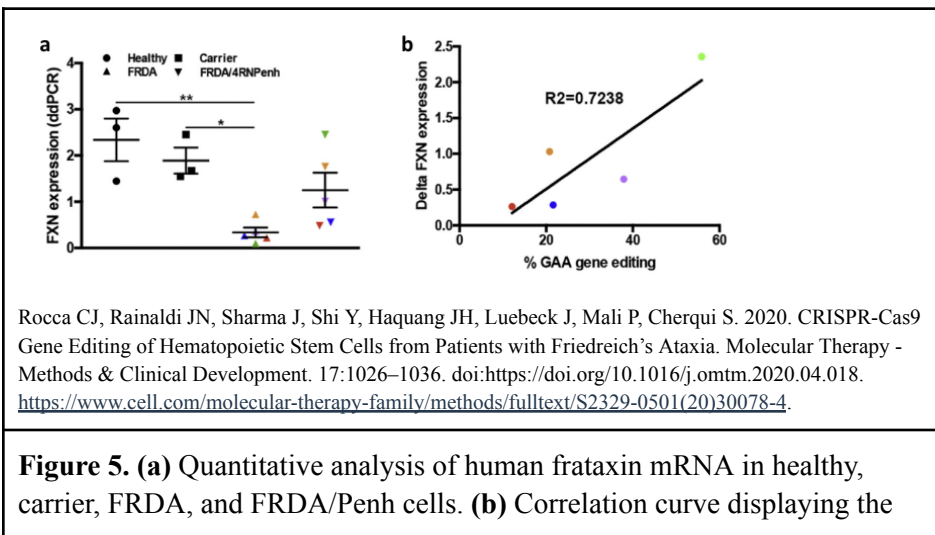 a
b
Healthy
Carrier
FRDA
FRDA/4RNPenh
FXN expression (ddPCR)
4
3
2
1
0
**
*
Delta FXN expression
2.5
2.0
1.5
1.0
0.5
0.0
R2=0.7238
0
20
40
60
% GAA gene editing
Rocca CJ, Rainaldi JN, Sharma J, Shi Y, Haquang JH, Luebeck J, Mali P, Cherqui S. 2020. CRISPR-Cas9
Gene Editing of Hematopoietic Stem Cells from Patients with Friedreich's Ataxia. Molecular Therapy -
Methods & Clinical Development. 17:1026–1036. doi:https://doi.org/10.1016/j.omtm.2020.04.018.
https://www.cell.com/molecular-therapy-family/methods/fulltext/S2329-0501(20)30078-4.
Figure 5. (a) Quantitative analysis of human frataxin mRNA in healthy,
carrier, FRDA, and FRDA/Penh cells. (b) Correlation curve displaying the